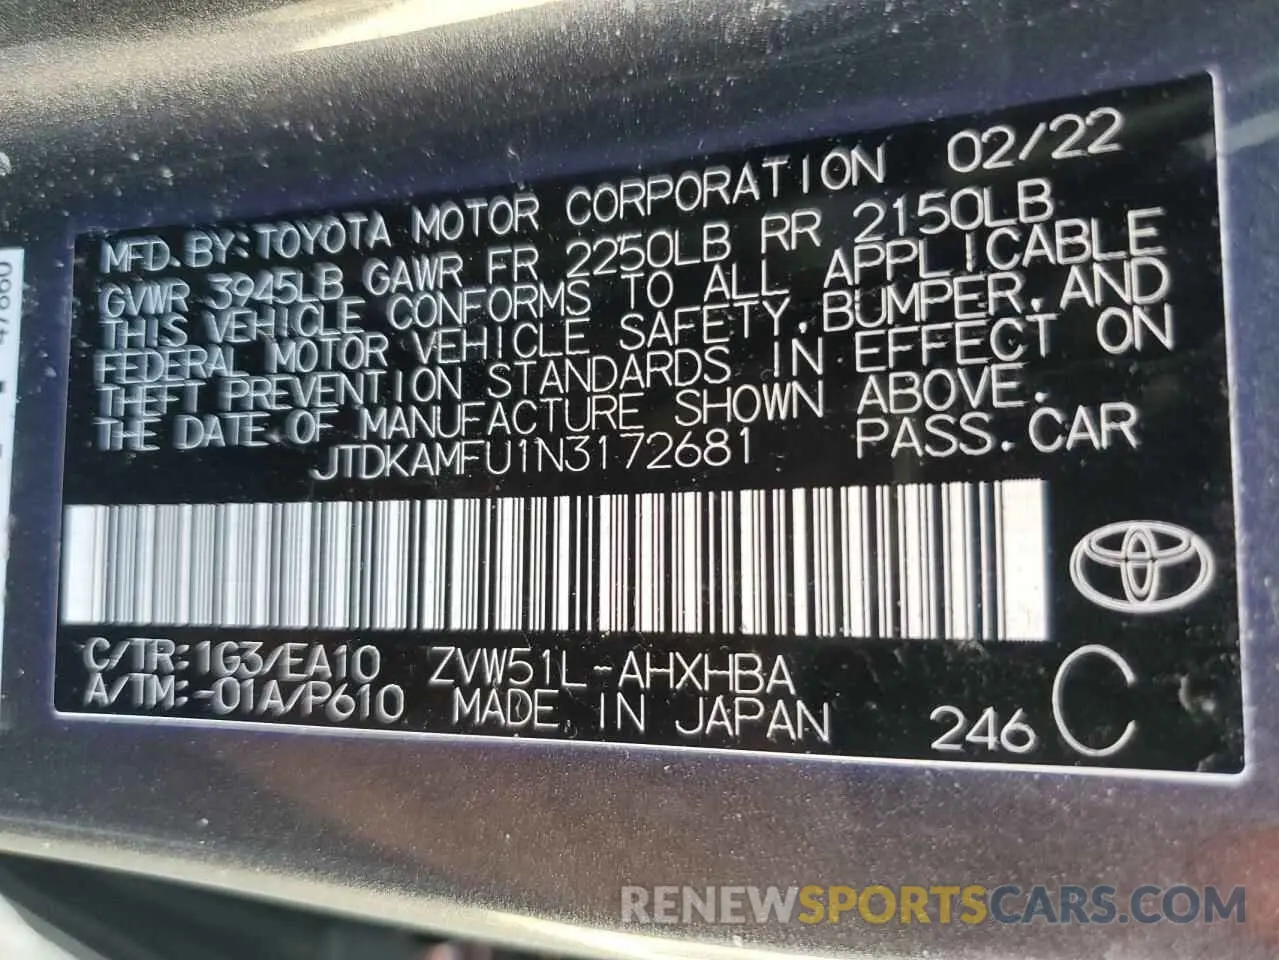 MFD. BY: TOYOTA MOTOR CORPORATION 02/22
GVWR 3945LB GAWR FR 2250LB RR 2150LB
THIS VEHICLE CONFORMS TO ALL APPLICABLE
FEDERAL MOTOR VEHICLE SAFETY, BUMPER, AND
THEFT PREVENTION STANDARDS IN EFFECT ON
THE DATE OF MANUFACTURE SHOWN ABOVE.
JTDKAMFU1N3172681 PASS. CAR
C/TR: 1G3/EA10 ZVW51L-AHXHBA
A/TM: -01A/P610 MADE IN JAPAN 246 C
47860
RENEWSPORTSCARS.COM